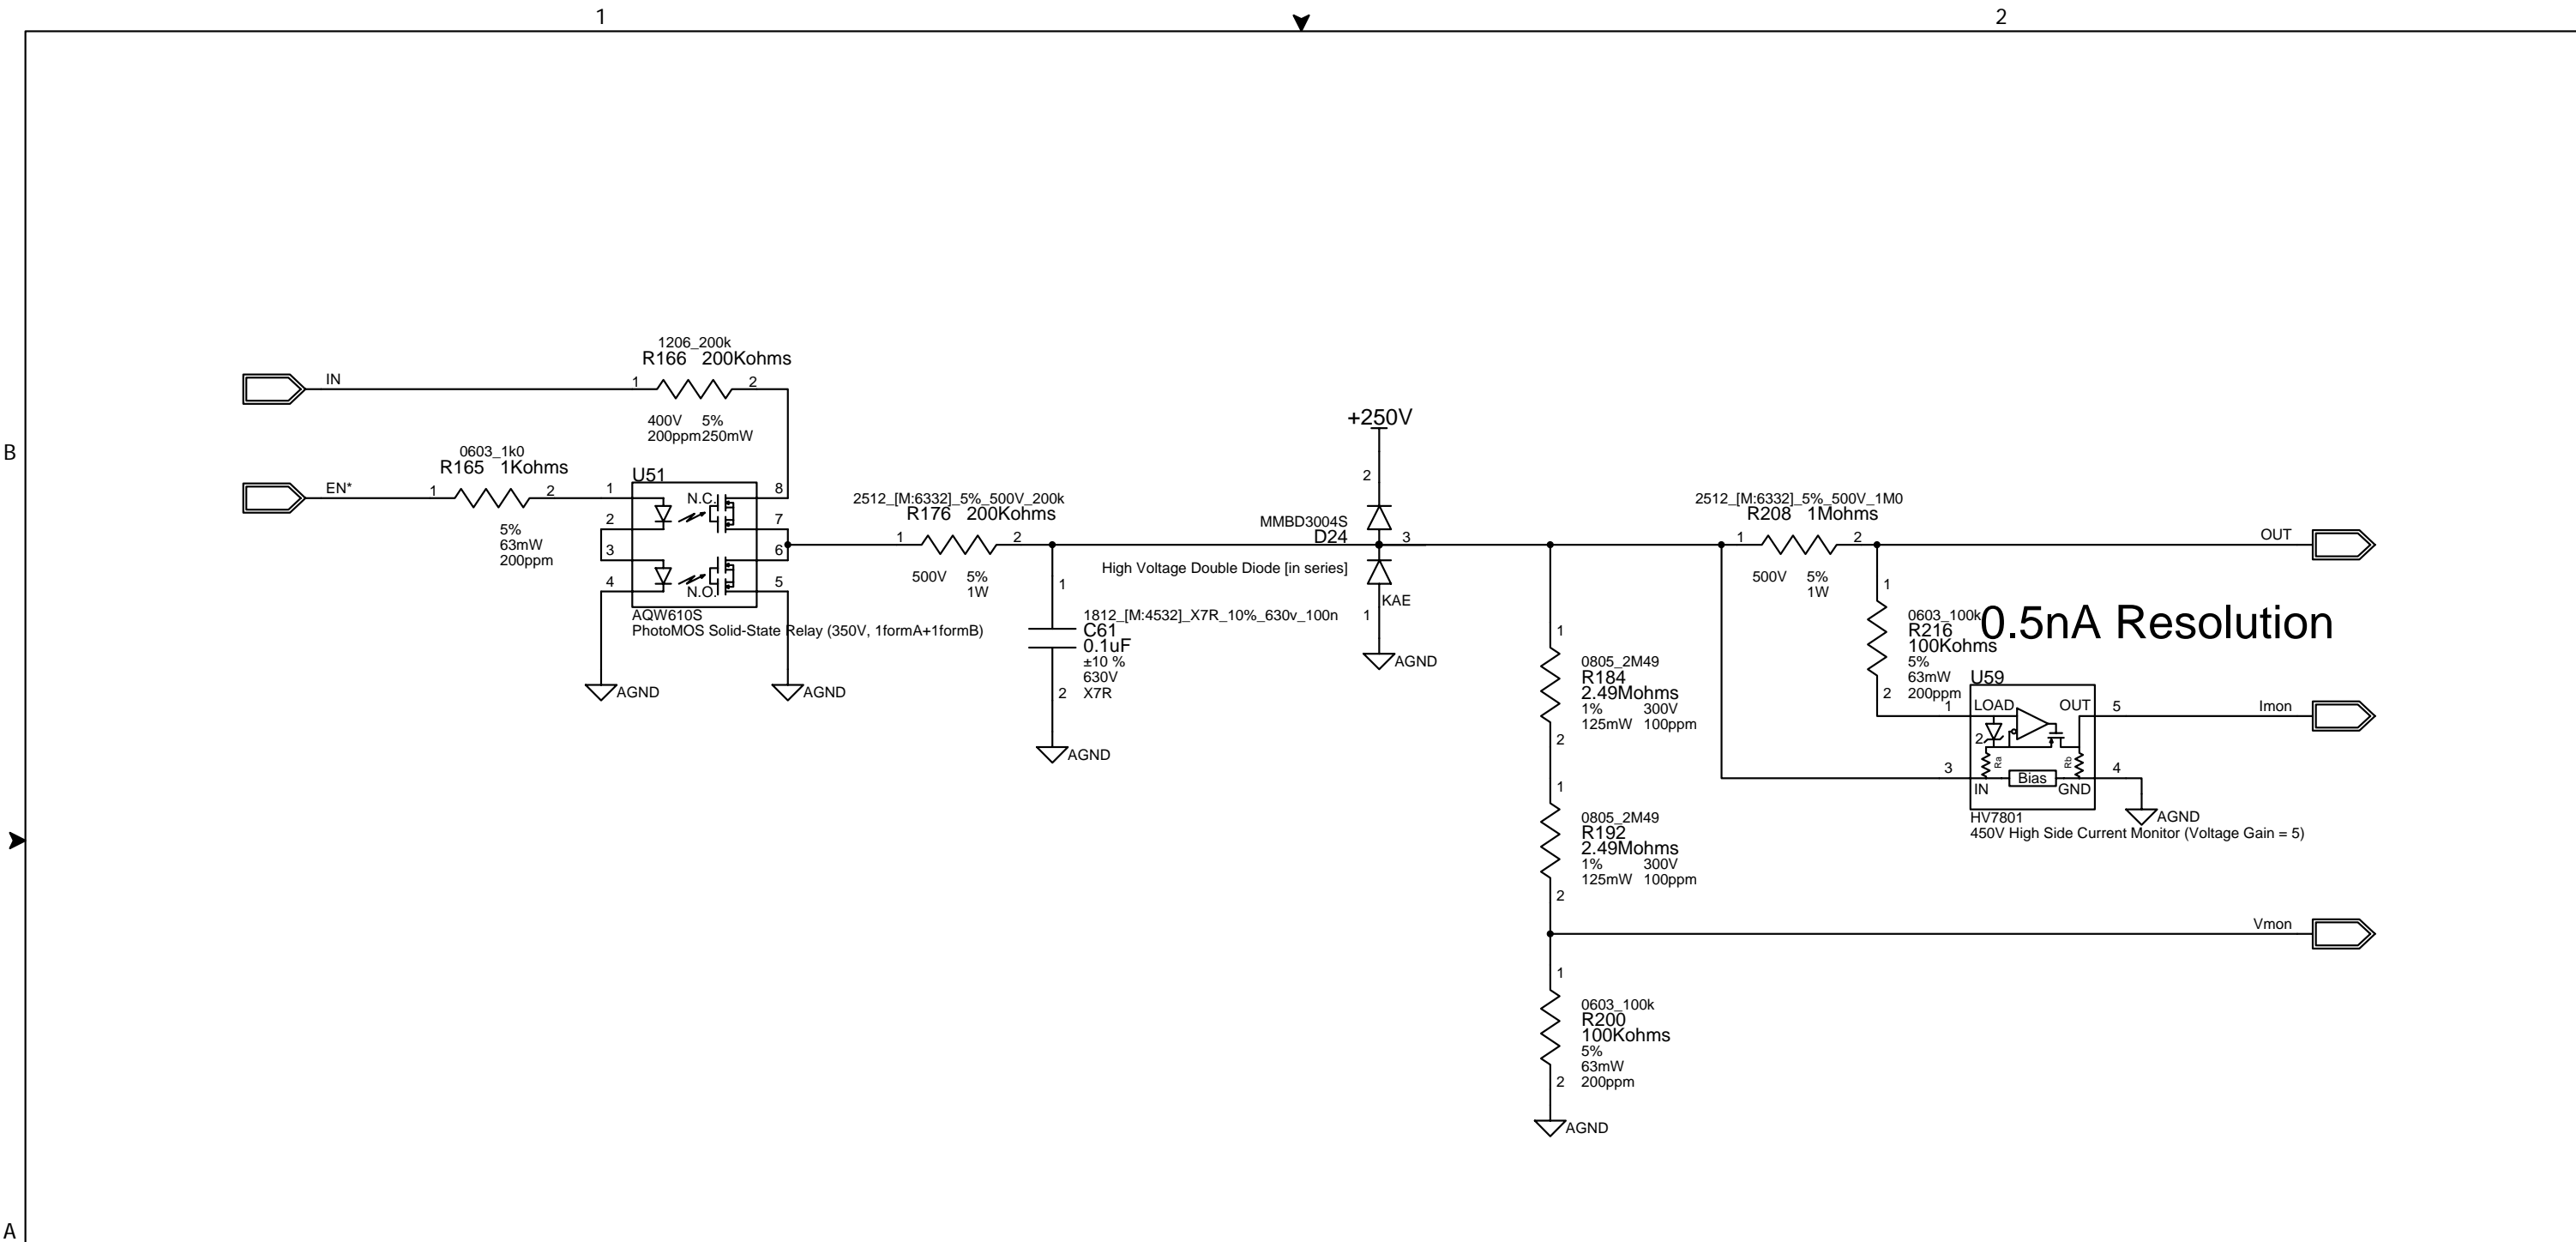 1
2
B
A
IN
1206_200k
R166 200Kohms
1
2
400V 5%
200ppm 250mW
EN*
0603_1k0
R165 1Kohms
1
2
5%
63mW
200ppm
U51
1
2
3
4
N.C.
N.O.
8
7
6
5
AQW610S
PhotoMOS Solid-State Relay (350V, 1formA+1formB)
AGND
AGND
2512_[M:6332]_5%_500V_200k
R176 200Kohms
1
2
500V 5%
1W
1
1812_[M:4532]_X7R_10%_630v_100n
C61
0.1uF
±10 %
630V
2 X7R
AGND
+250V
2
MMBD3004S
D24
3
High Voltage Double Diode [in series]
KAE
1
AGND
1
0805_2M49
R184
2.49Mohms
1% 300V
125mW 100ppm
2
1
0805_2M49
R192
2.49Mohms
1% 300V
125mW 100ppm
2
1
0603_100k
R200
100Kohms
5%
63mW
2 200ppm
AGND
2512_[M:6332]_5%_500V_1M0
R208 1Mohms
1
2
500V 5%
1W
OUT
1
0603_100k
R216
100Kohms
5%
63mW
2 200ppm
0.5nA Resolution
U59
1
LOAD OUT
5
Imon
2
Ra
Rb
3
Bias
4
IN GND
AGND
HV7801
450V High Side Current Monitor (Voltage Gain = 5)
Vmon